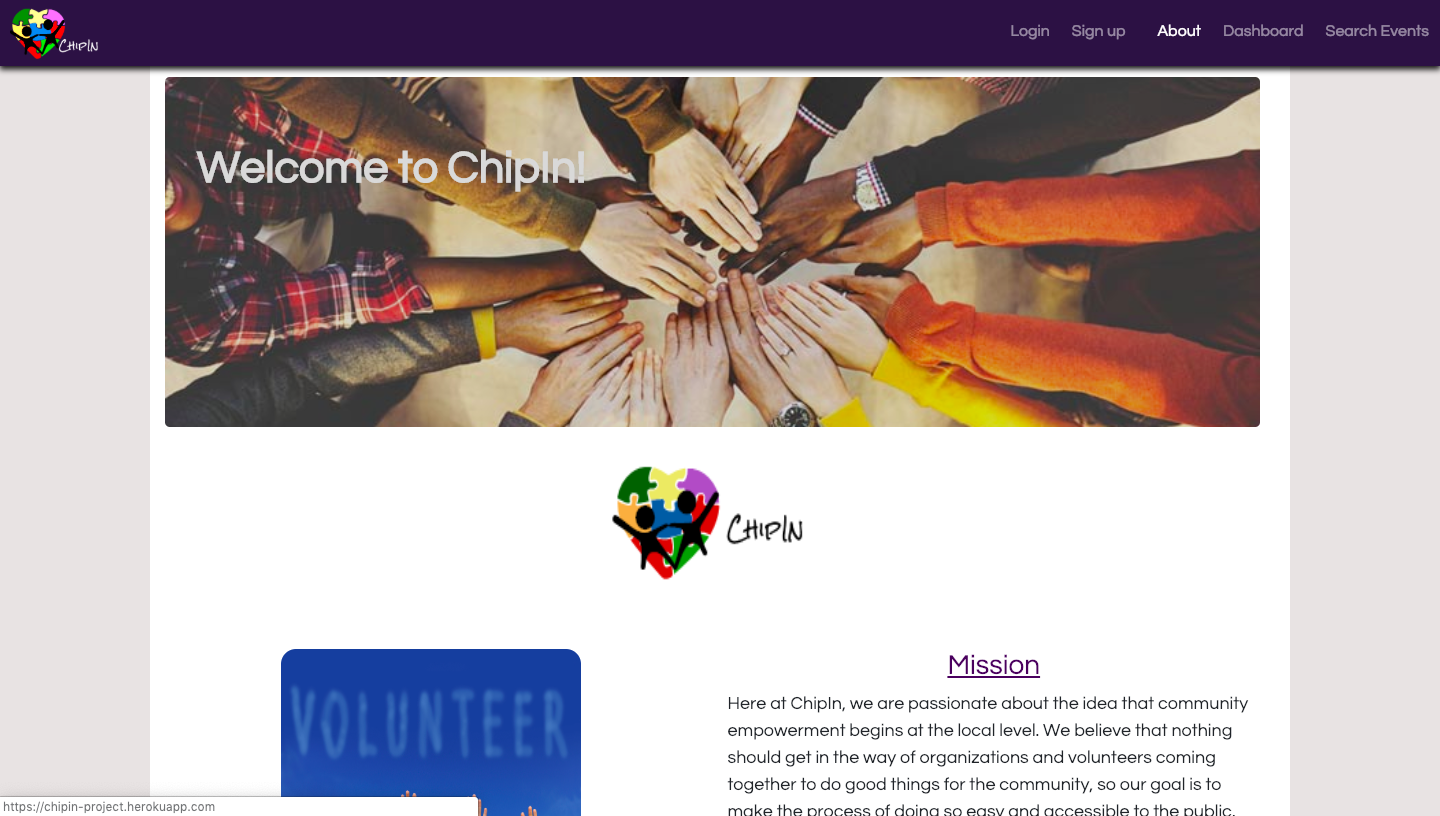 ChipIn
Login
Sign up
About
Dashboard
Search Events
Welcome to ChipIn!
ChipIn
VOLUNTEER
Mission
Here at ChipIn, we are passionate about the idea that community
empowerment begins at the local level. We believe that nothing
should get in the way of organizations and volunteers coming
together to do good things for the community, so our goal is to
make the process of doing so easy and accessible to the public.
https://chipin-project.herokuapp.com